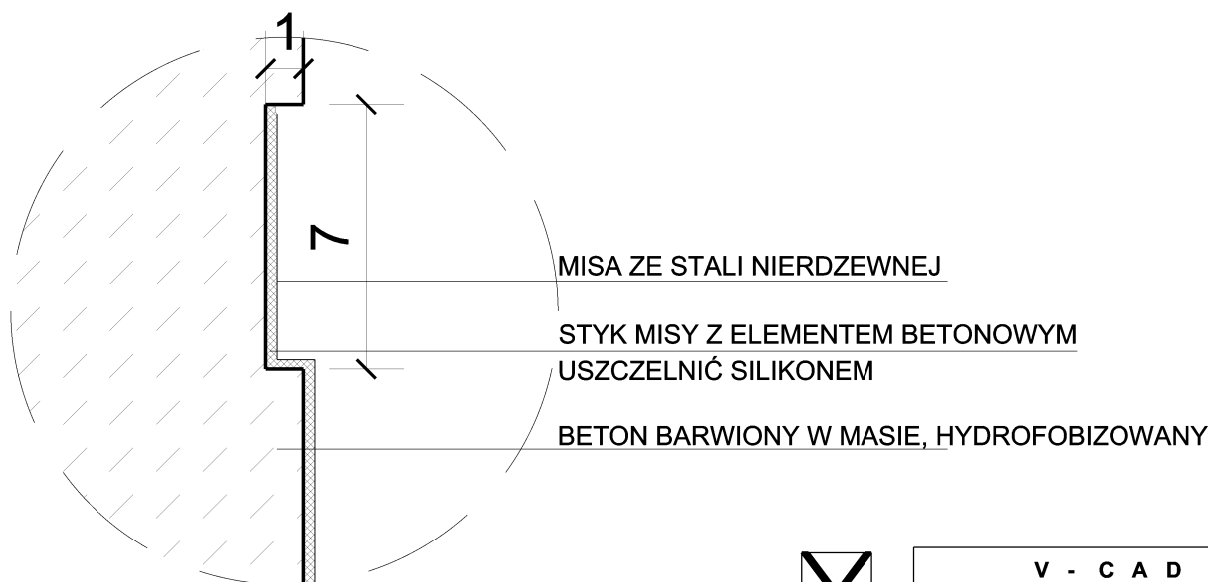 1
7
MISA ZE STALI NIERDZEWNEJ
STYK MISY Z ELEMENTEM BETONOWYM
USZCZELNIĆ SILIKONEM
BETON BARWIONY W MASIE, HYDROFOBIZOWANY
V - C A D